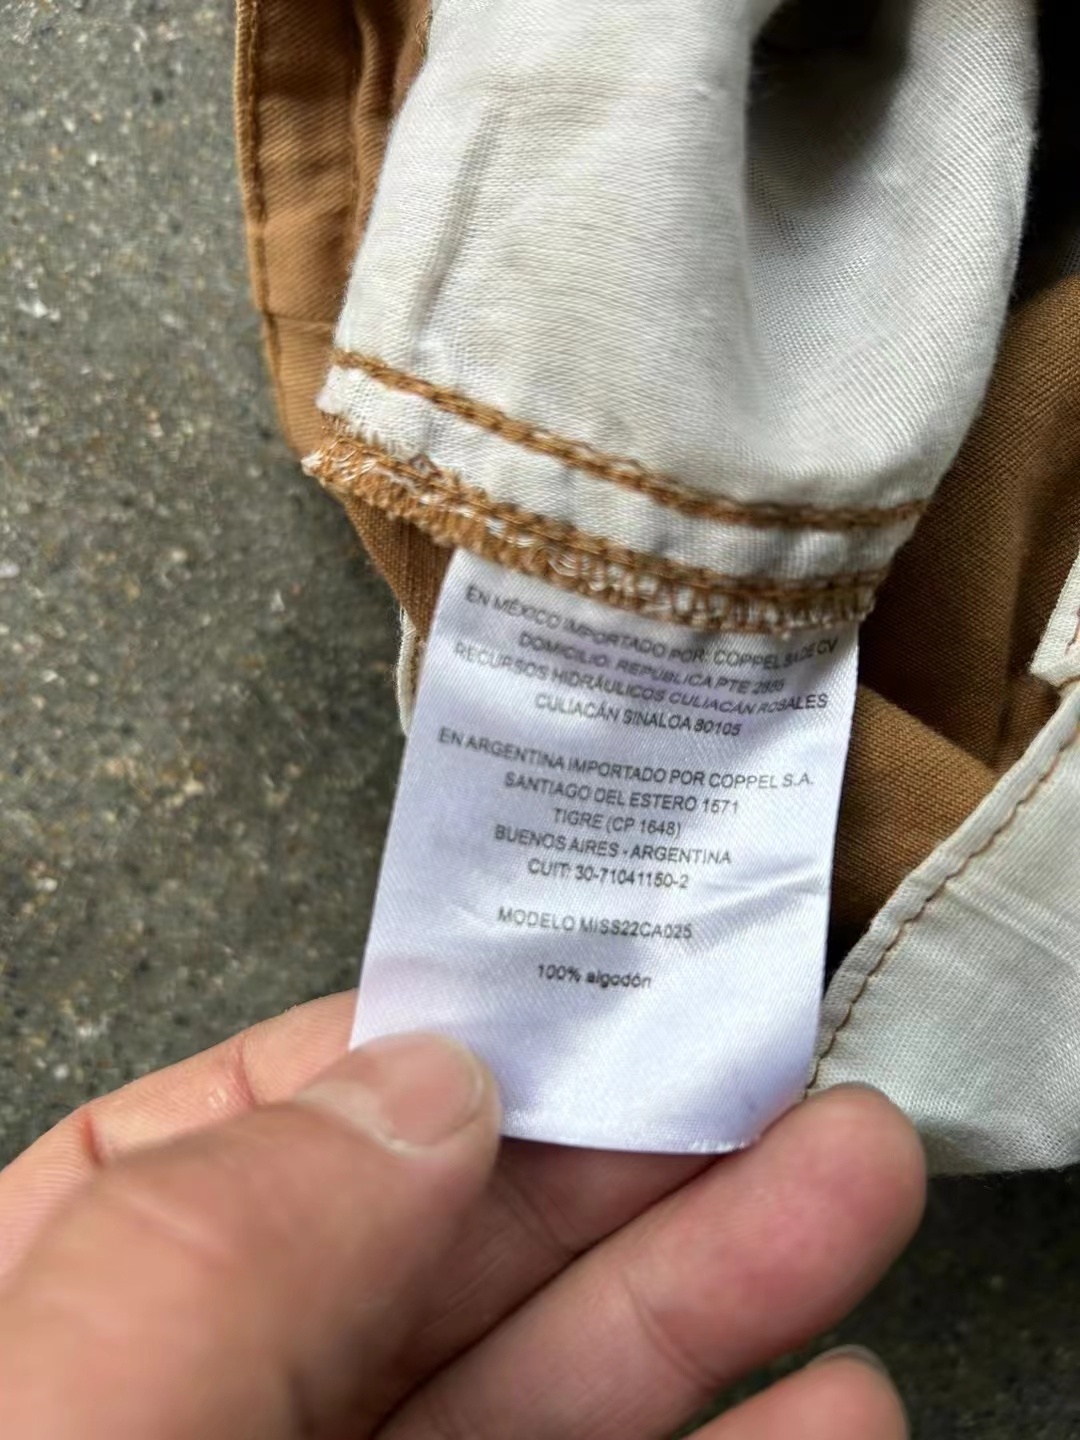 EN MÉXICO IMPORTADO POR: COPPEL SA DE CV
DOMICILIO: REPÚBLICA PTE 2855
RECURSOS HIDRÁULICOS CULIACÁN ROSALES
CULIACÁN SINALOA 80105
EN ARGENTINA IMPORTADO POR COPPEL S.A.
SANTIAGO DEL ESTERO 1571
TIGRE (CP 1648)
BUENOS AIRES - ARGENTINA
CUIT: 30-71041150-2
MODELO MISS22CA025
100% algodón